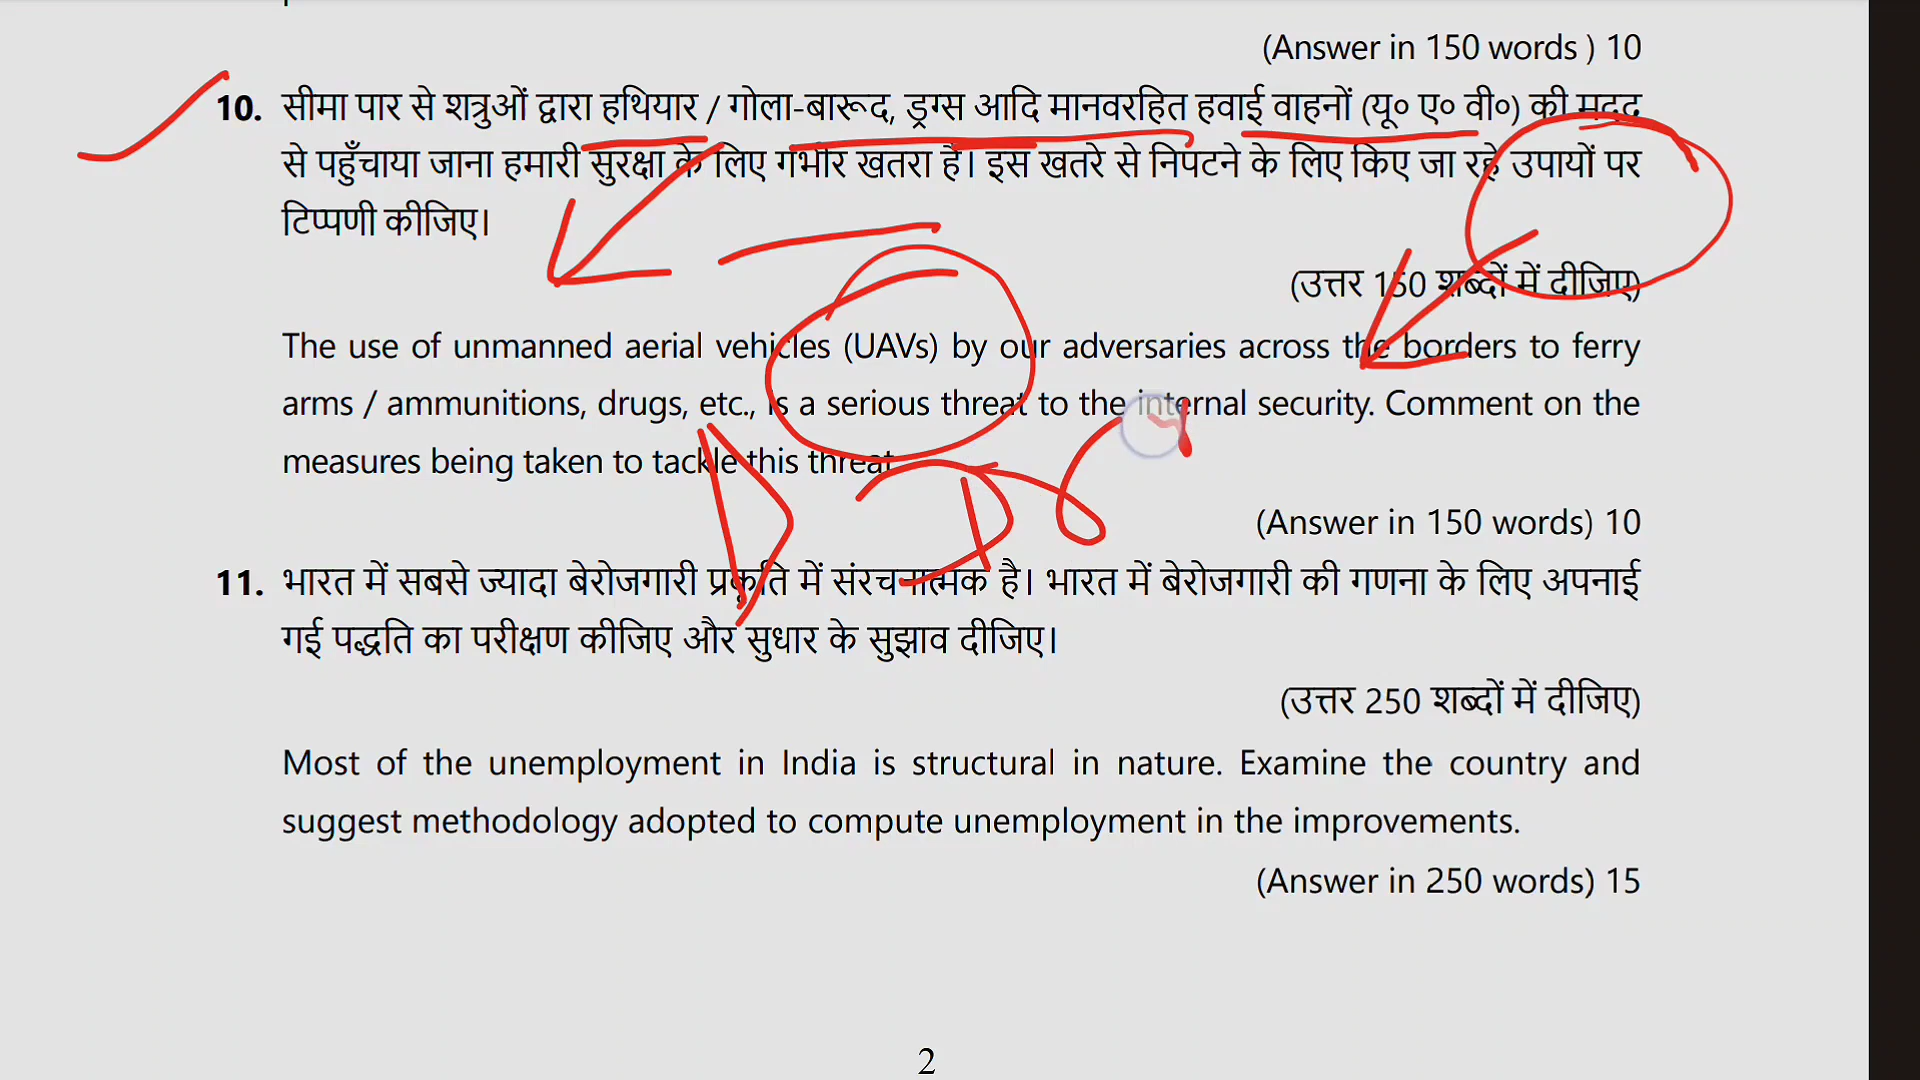 (Answer in 150 words ) 10
10. सीमा पार से शत्रुओं द्वारा हथियार / गोला-बारूद, ड्रग्स आदि मानवरहित हवाई वाहनों (यू० ए० वी०) की मदद
से पहुँचाया जाना हमारी सुरक्षा के लिए गंभीर खतरा है। इस खतरे से निपटने के लिए किए जा रहे उपायों पर
टिप्पणी कीजिए।
(उत्तर 150 शब्दों में दीजिए)
The use of unmanned aerial vehicles (UAVs) by our adversaries across the borders to ferry
arms / ammunitions, drugs, etc., is a serious threat to the internal security. Comment on the
measures being taken to tackle this threat.
(Answer in 150 words) 10
11. भारत में सबसे ज्यादा बेरोजगारी प्रकृति में संरचनात्मक है। भारत में बेरोजगारी की गणना के लिए अपनाई
गई पद्धति का परीक्षण कीजिए और सुधार के सुझाव दीजिए।
(उत्तर 250 शब्दों में दीजिए)
Most of the unemployment in India is structural in nature. Examine the country and
suggest methodology adopted to compute unemployment in the improvements.
(Answer in 250 words) 15
2